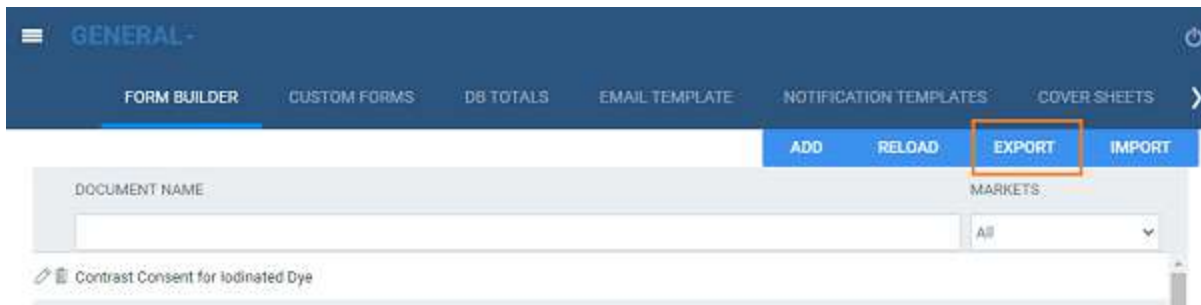 GENERAL-
FORM BUILDER CUSTOM FORMS DB TOTALS EMAIL TEMPLATE NOTIFICATION TEMPLATES COVER SHEETS
ADD RELOAD EXPORT IMPORT
DOCUMENT NAME MARKETS
All
Contrast Consent for Iodinated Dye